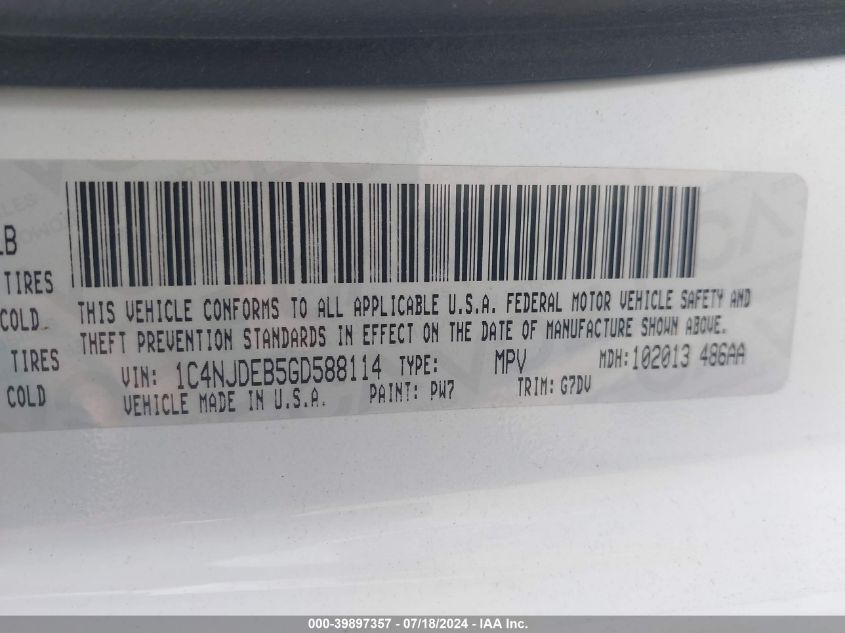 LB
TIRES
COLD
THIS VEHICLE CONFORMS TO ALL APPLICABLE U.S.A. FEDERAL MOTOR VEHICLE SAFETY AND
THEFT PREVENTION STANDARDS IN EFFECT ON THE DATE OF MANUFACTURE SHOWN ABOVE.
TIRES
COLD
VIN: 1C4NJDEB5GD588114 TYPE: MPV MDH:102013 486AA
VEHICLE MADE IN U.S.A. PAINT: PW7 TRIM: G7DV
000-39897357 - 07/18/2024 - IAA Inc.